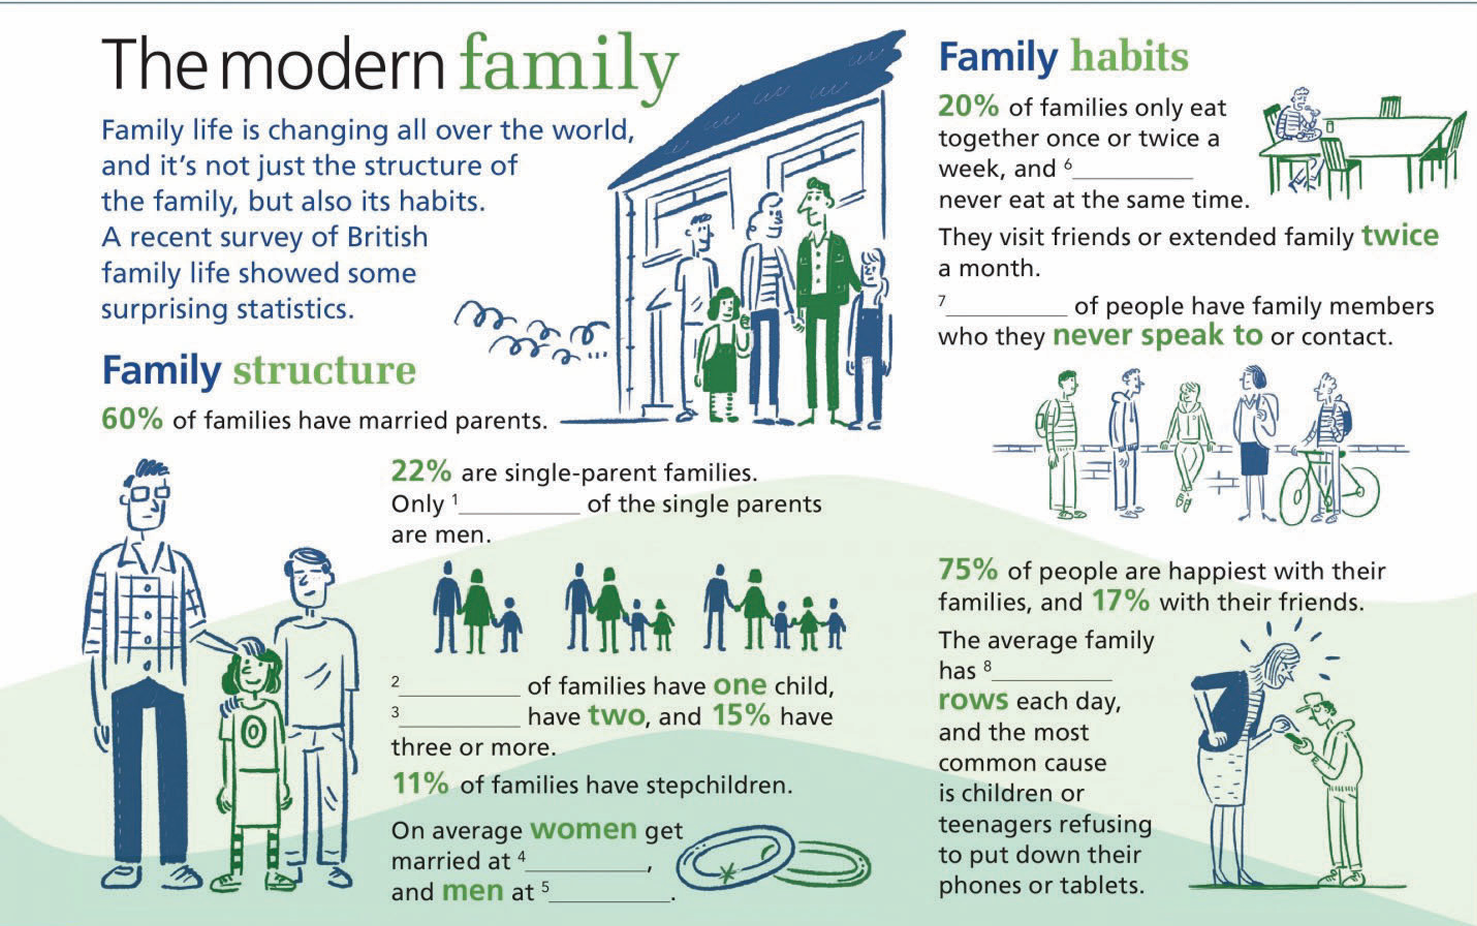 The modern family
Family life is changing all over the world,
and it's not just the structure of
the family, but also its habits.
A recent survey of British
family life showed some
surprising statistics.
Family structure
60% of families have married parents.
22% are single-parent families.
Only 1____________ of the single parents
are men.
2____________ of families have one child,
3____________ have two, and 15% have
three or more.
11% of families have stepchildren.
On average women get
married at 4____________,
and men at 5____________.
Family habits
20% of families only eat
together once or twice a
week, and 6____________
never eat at the same time.
They visit friends or extended family twice
a month.
7____________ of people have family members
who they never speak to or contact.
75% of people are happiest with their
families, and 17% with their friends.
The average family
has 8____________
rows each day,
and the most
common cause
is children or
teenagers refusing
to put down their
phones or tablets.